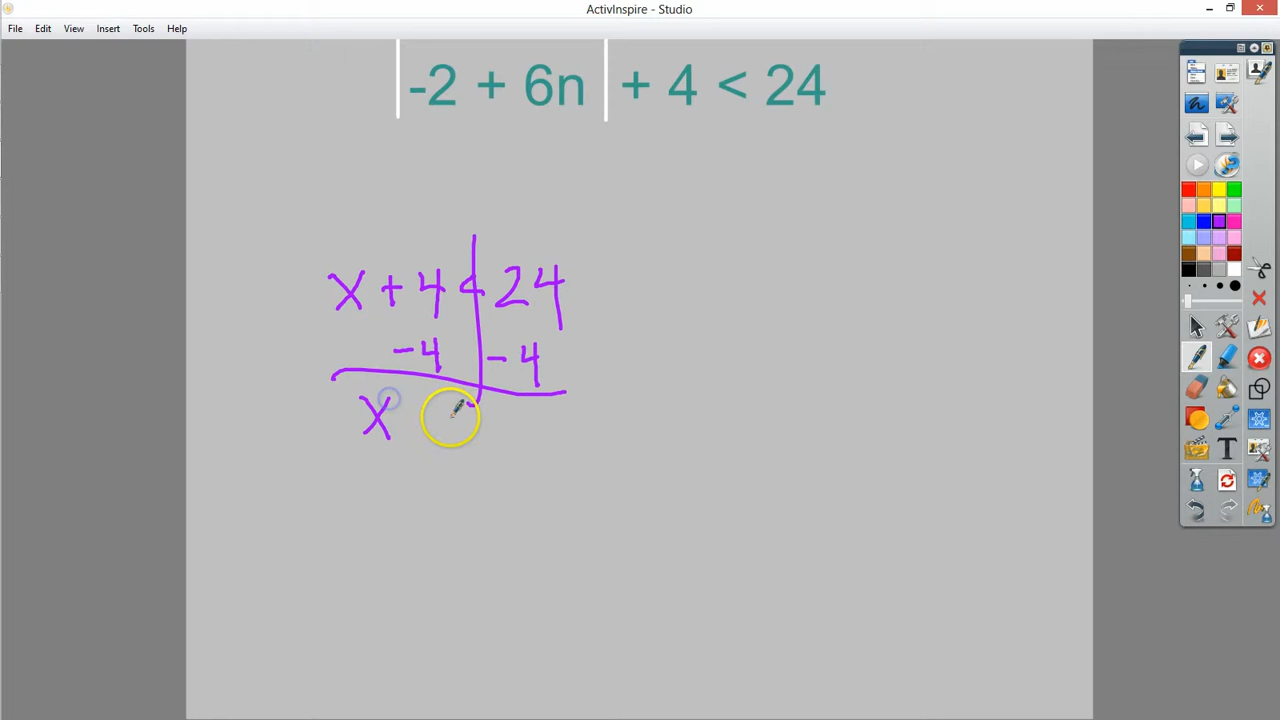 ActivInspire - Studio
File Edit View Insert Tools Help
|-2 + 6n| + 4 < 24
x + 4 < 24
-4 -4
x